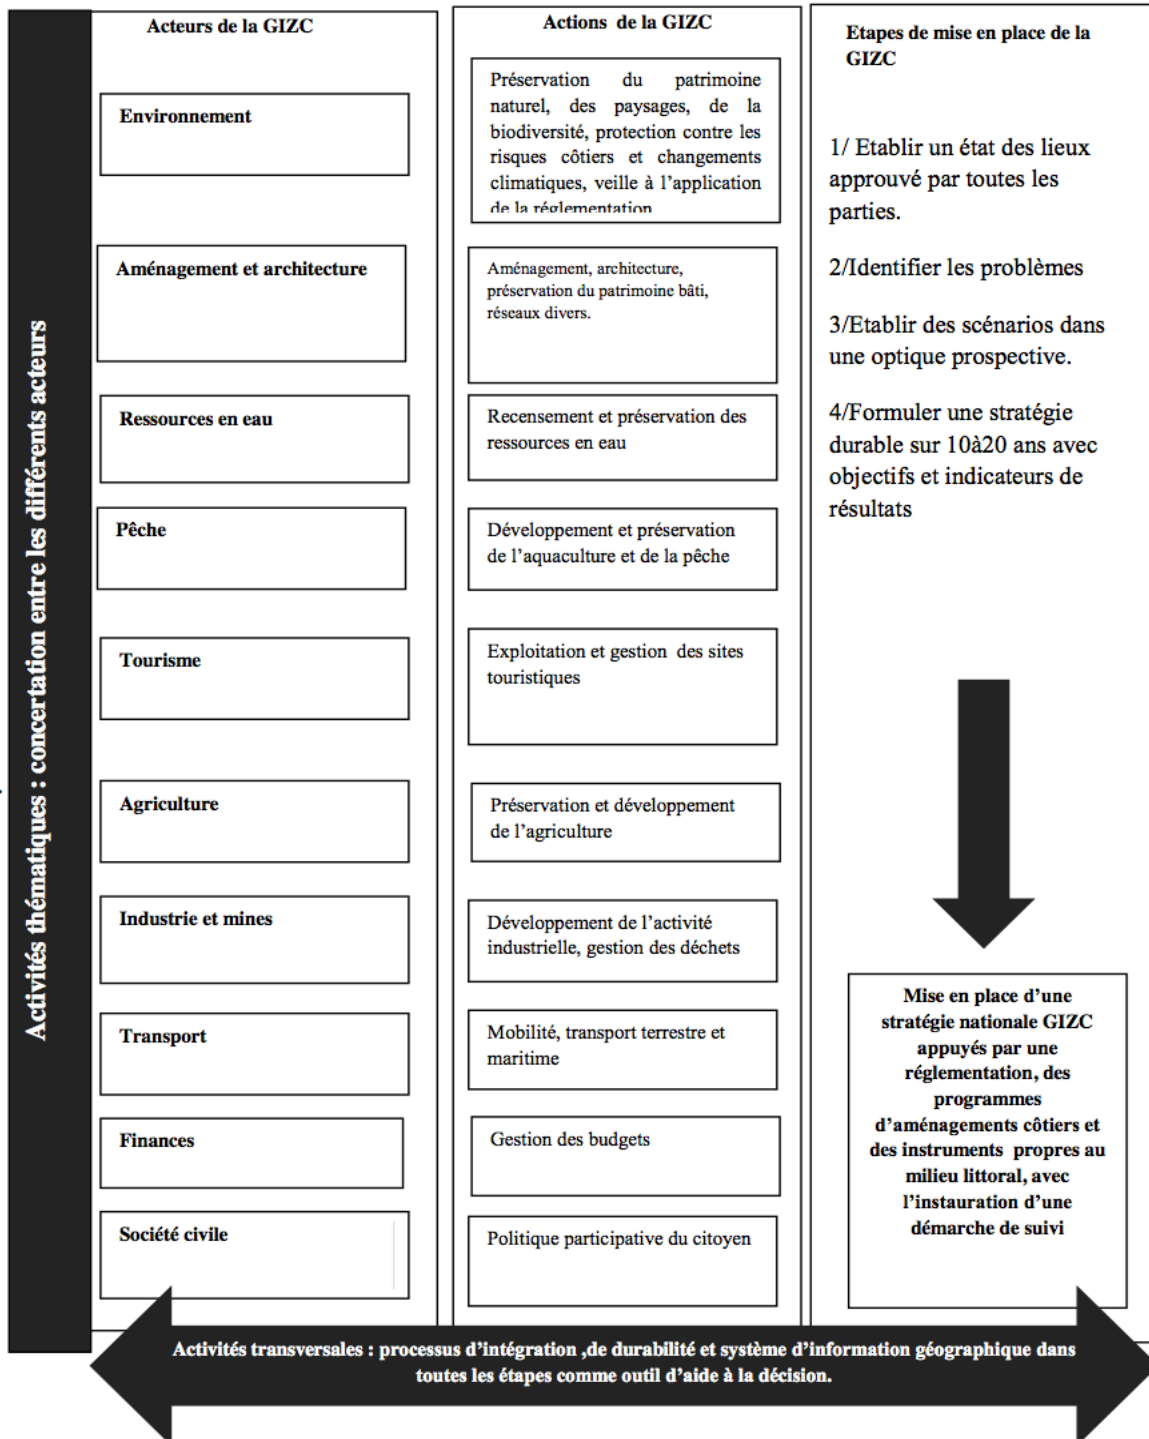 Activités thématiques : concertation entre les différents acteurs
Acteurs de la GIZC
Environnement
Aménagement et architecture
Ressources en eau
Pêche
Tourisme
Agriculture
Industrie et mines
Transport
Finances
Société civile
Actions de la GIZC
Préservation du patrimoine
naturel, des paysages, de la
biodiversité, protection contre les
risques côtiers et changements
climatiques, veille à l’application
de la réglementation
Aménagement, architecture,
préservation du patrimoine bâti,
réseaux divers.
Recensement et préservation des
ressources en eau
Développement et préservation
de l’aquaculture et de la pêche
Exploitation et gestion des sites
touristiques
Préservation et développement
de l’agriculture
Développement de l’activité
industrielle, gestion des déchets
Mobilité, transport terrestre et
maritime
Gestion des budgets
Politique participative du citoyen
Etapes de mise en place de la
GIZC
1/ Etablir un état des lieux
approuvé par toutes les
parties.
2/Identifier les problèmes
3/Etablir des scénarios dans
une optique prospective.
4/Formuler une stratégie
durable sur 10à20 ans avec
objectifs et indicateurs de
résultats
Mise en place d’une
stratégie nationale GIZC
appuyés par une
réglementation, des
programmes
d’aménagements côtiers et
des instruments propres au
milieu littoral, avec
l’instauration d’une
démarche de suivi
Activités transversales : processus d’intégration ,de durabilité et système d’information géographique dans
toutes les étapes comme outil d’aide à la décision.